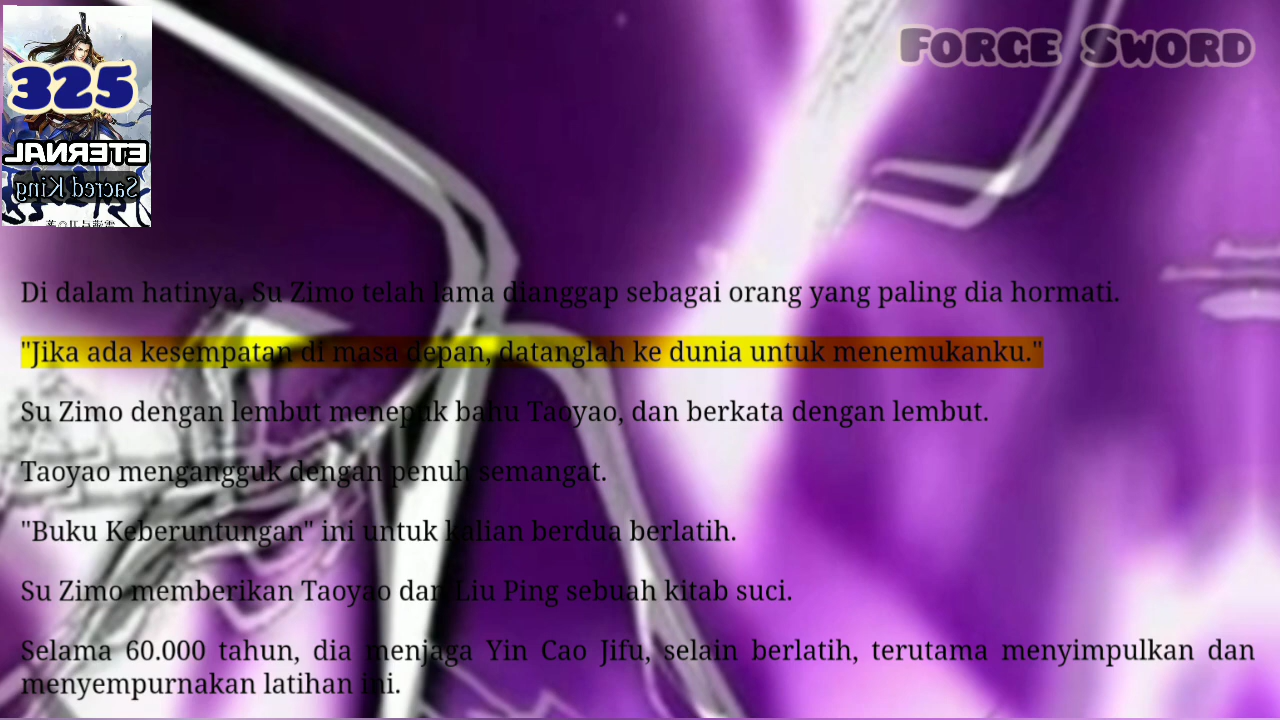 FORGE SWORD
325
ETERNAL
Sacred King
Di dalam hatinya, Su Zimo telah lama dianggap sebagai orang yang paling dia hormati.
"Jika ada kesempatan di masa depan, datanglah ke dunia untuk menemukanku."
Su Zimo dengan lembut menepuk bahu Taoyao, dan berkata dengan lembut.
Taoyao mengangguk dengan penuh semangat.
"Buku Keberuntungan" ini untuk kalian berdua berlatih.
Su Zimo memberikan Taoyao dan Liu Ping sebuah kitab suci.
Selama 60.000 tahun, dia menjaga Yin Cao Jifu, selain berlatih, terutama menyimpulkan dan
menyempurnakan latihan ini.